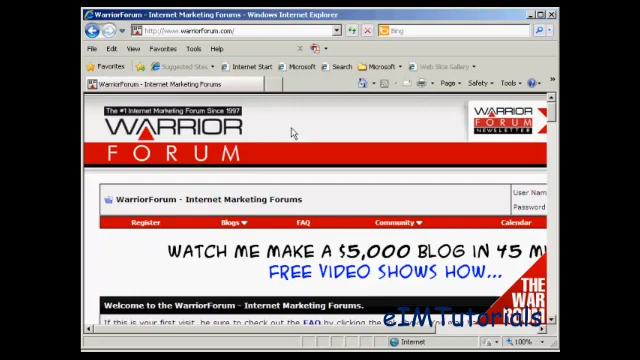 WarriorForum - Internet Marketing Forums - Windows Internet Explorer
http://www.warriorforum.com/
Bing
File Edit View Favorites Tools Help
Favorites Suggested Sites Internet Start Microsoft Search Microsoft Web Slice Gallery
WarriorForum - Internet Marketing Forums
Page Safety Tools
The #1 Internet Marketing Forum Since 1997
WARRIOR
FORUM
WARRIOR
FORUM
NEWSLETTER
WarriorForum - Internet Marketing Forums
User Name
Password
Register Blogs FAQ Community Calendar
WATCH ME MAKE A $5,000 BLOG IN 45 MI
FREE VIDEO SHOWS HOW...
THE
WAR
Welcome to the WarriorForum - Internet Marketing Forums.
If this is your first visit, be sure to check out the FAQ by clicking the
eIMTutorials
Internet 100%